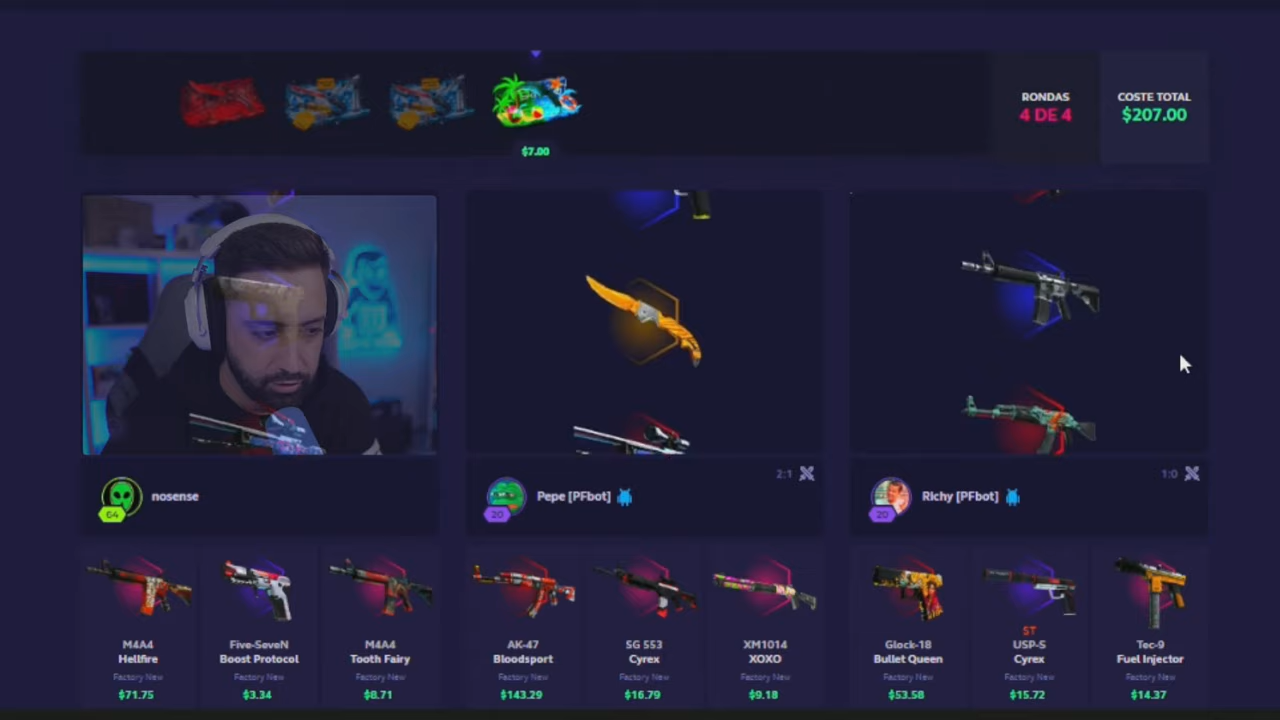 RONDAS
4 DE 4
COSTE TOTAL
$207.00
$7.00
nosense
64
2:1
Pepe [PFbot]
20
1:0
Richy [PFbot]
20
M4A4
Hellfire
Factory New
$71.75
Five-SeveN
Boost Protocol
Factory New
$3.34
M4A4
Tooth Fairy
Factory New
$8.71
AK-47
Bloodsport
Factory New
$143.29
SG 553
Cyrex
Factory New
$16.79
XM1014
XOXO
Factory New
$9.18
Glock-18
Bullet Queen
Factory New
$53.58
ST
USP-S
Cyrex
Factory New
$15.72
Tec-9
Fuel Injector
Factory New
$14.37